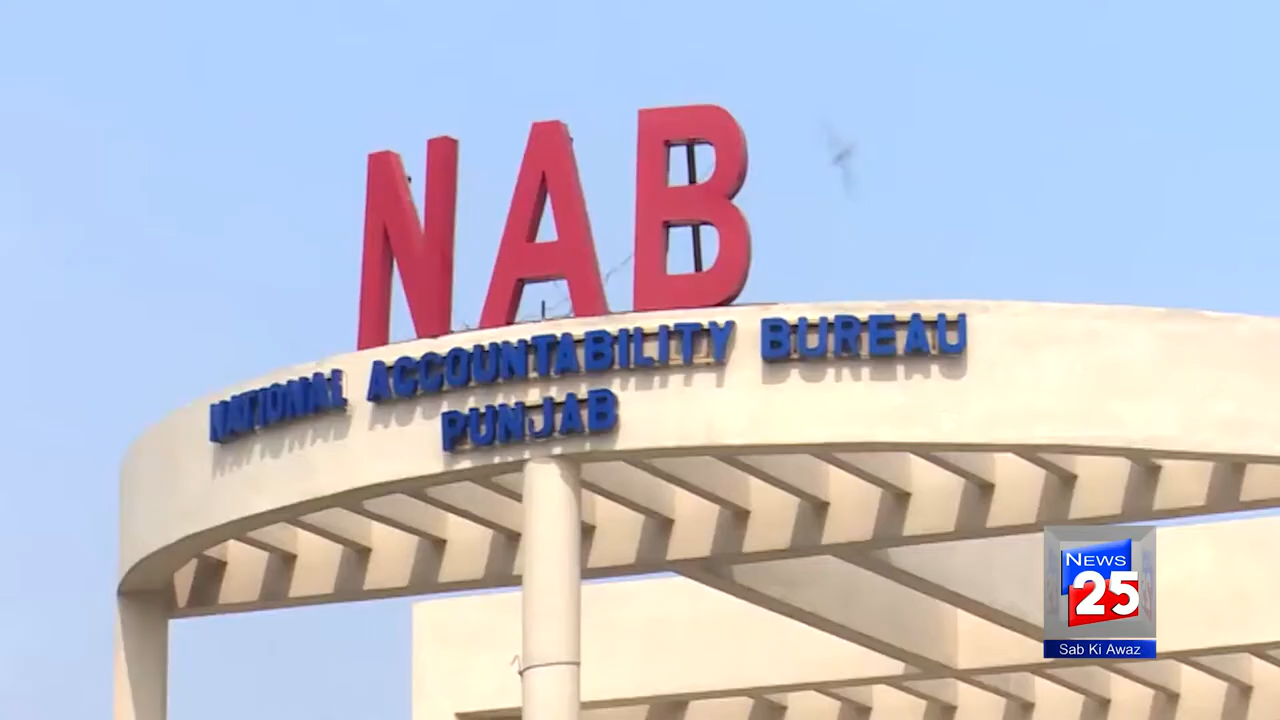 NAB
NATIONAL ACCOUNTABILITY BUREAU
PUNJAB
NEWS
25
Sab Ki Awaz